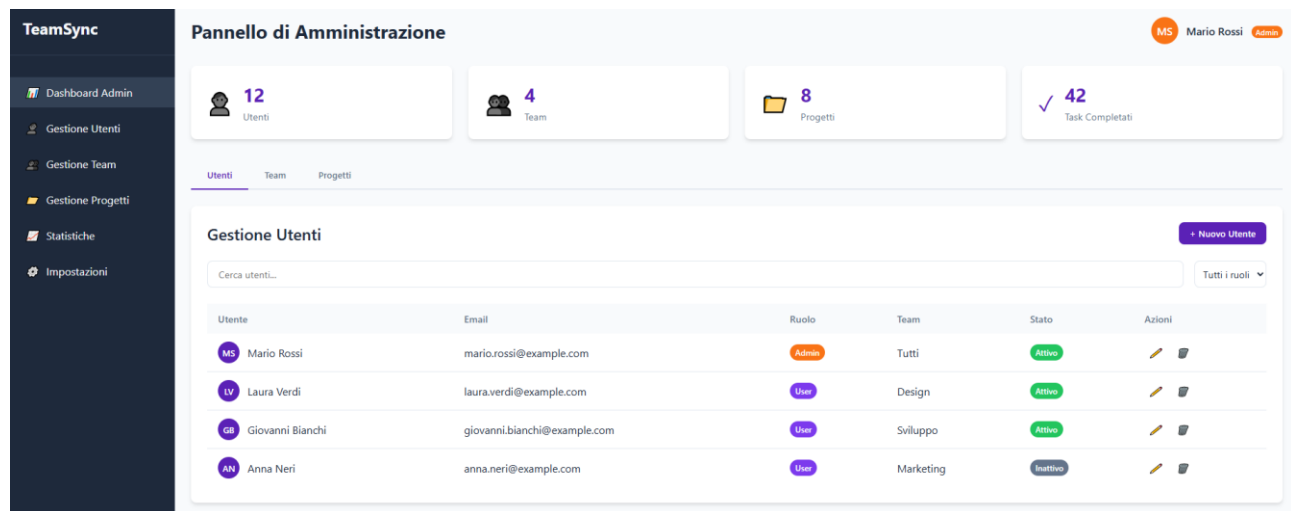 TeamSync
Dashboard Admin
Gestione Utenti
Gestione Team
Gestione Progetti
Statistiche
Impostazioni
Pannello di Amministrazione
MS Mario Rossi Admin
12
Utenti
4
Team
8
Progetti
42
Task Completati
Utenti Team Progetti
Gestione Utenti
+ Nuovo Utente
Cerca utenti...
Tutti i ruoli
Utente Email Ruolo Team Stato Azioni
MS Mario Rossi mario.rossi@example.com Admin Tutti Attivo
LV Laura Verdi laura.verdi@example.com User Design Attivo
GB Giovanni Bianchi giovanni.bianchi@example.com User Sviluppo Attivo
AN Anna Neri anna.neri@example.com User Marketing Inattivo